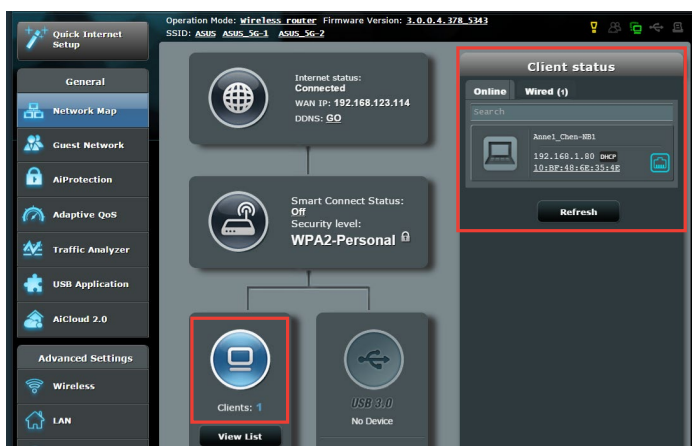 Operation Mode: Wireless router Firmware Version: 3.0.0.4.378_5343
SSID: ASUS ASUS_5G-1 ASUS_5G-2
Quick Internet
Setup
General
Network Map
Guest Network
AiProtection
Adaptive QoS
Traffic Analyzer
USB Application
AiCloud 2.0
Advanced Settings
Wireless
LAN
Internet status:
Connected
WAN IP: 192.168.123.114
DDNS: GO
Smart Connect Status:
Off
Security level:
WPA2-Personal
Clients: 1
View List
USB 3.0
No Device
Client status
Online Wired (1)
Search
Anne1_Chen-NB1
192.168.1.80 DHCP
10:BF:48:6E:35:4E
Refresh